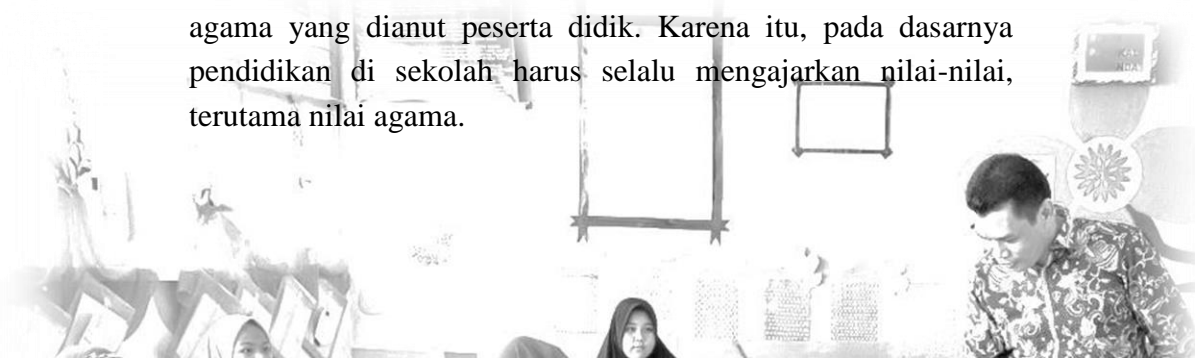 agama yang dianut peserta didik. Karena itu, pada dasarnya
pendidikan di sekolah harus selalu mengajarkan nilai-nilai,
terutama nilai agama.